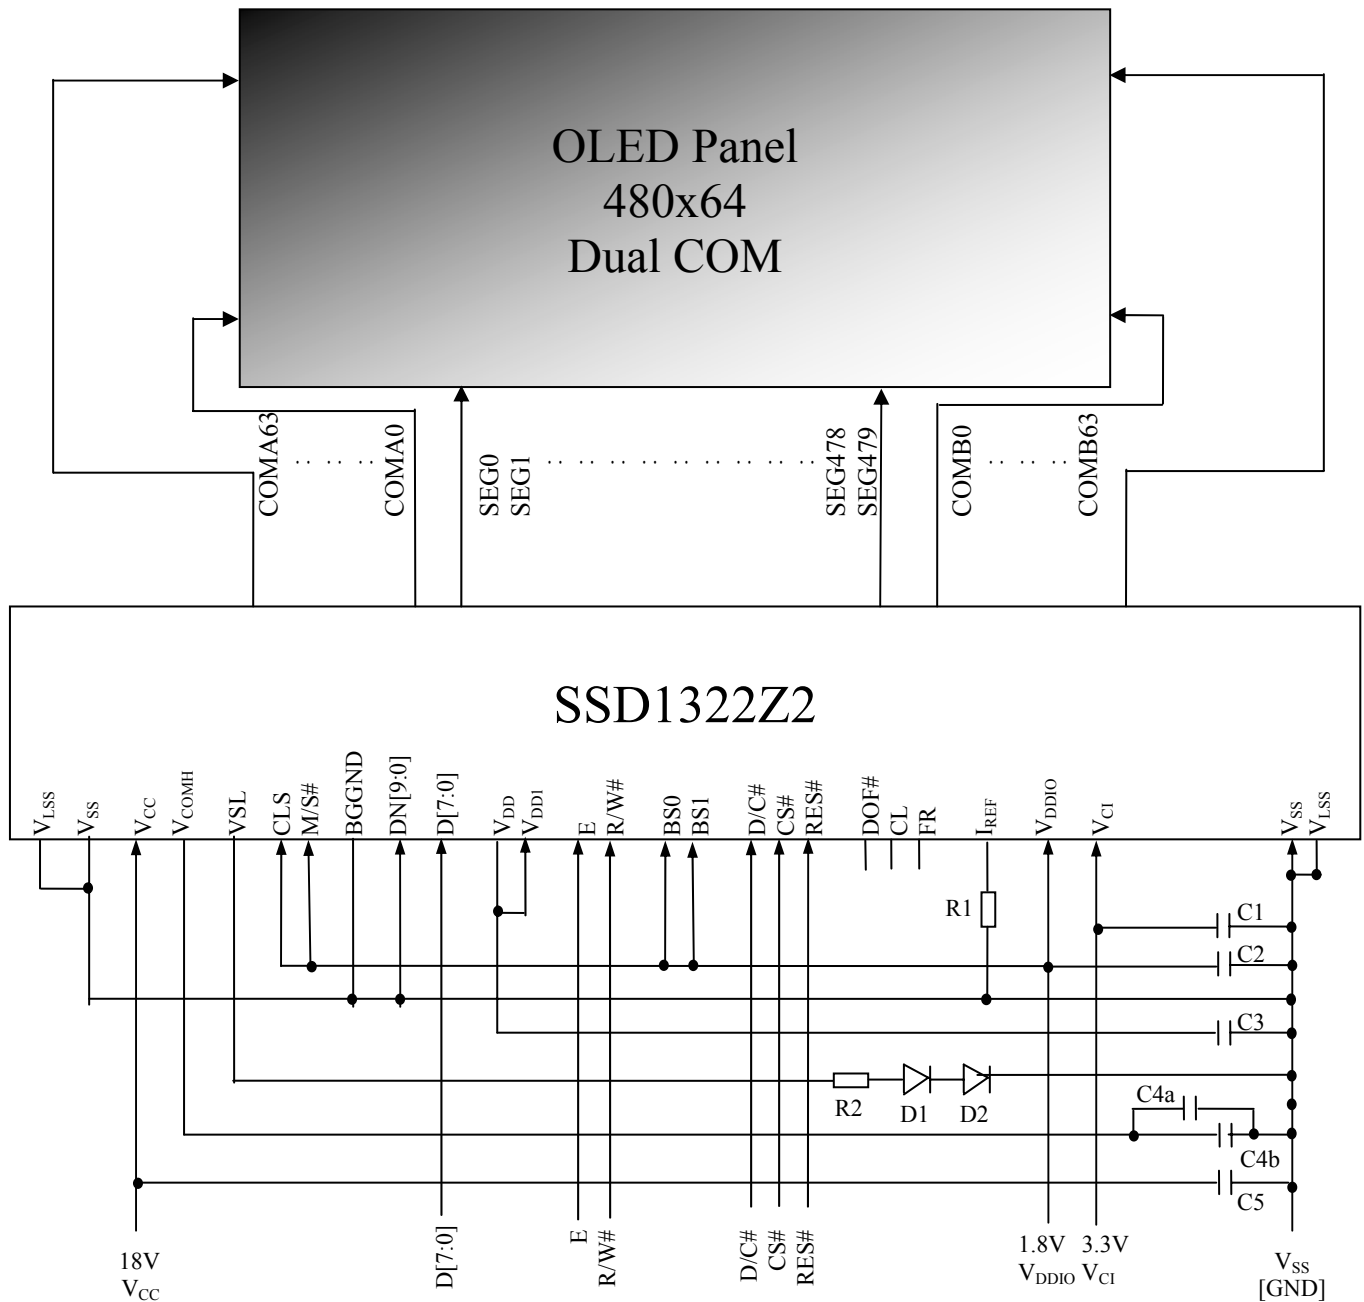 OLED Panel
480x64
Dual COM
COMA63
. . . . . . .
COMA0
SEG0
SEG1
. . . . . . . . . . . . . . . . . .
SEG478
SEG479
COMB0
. . . . . . .
COMB63
SSD1322Z2
VLSS
VSS
VCC
VCOMH
VSL
CLS
M/S#
BGGND
DN[9:0]
D[7:0]
VDD
VDD1
E
R/W#
BS0
BS1
D/C#
CS#
RES#
DOF#
CL
FR
IREF
VDDIO
VCI
VSS
VLSS
R1
C1
C2
C3
R2
D1
D2
C4a
C4b
C5
18V
VCC
D[7:0]
E
R/W#
D/C#
CS#
RES#
1.8V
VDDIO
3.3V
VCI
VSS
[GND]